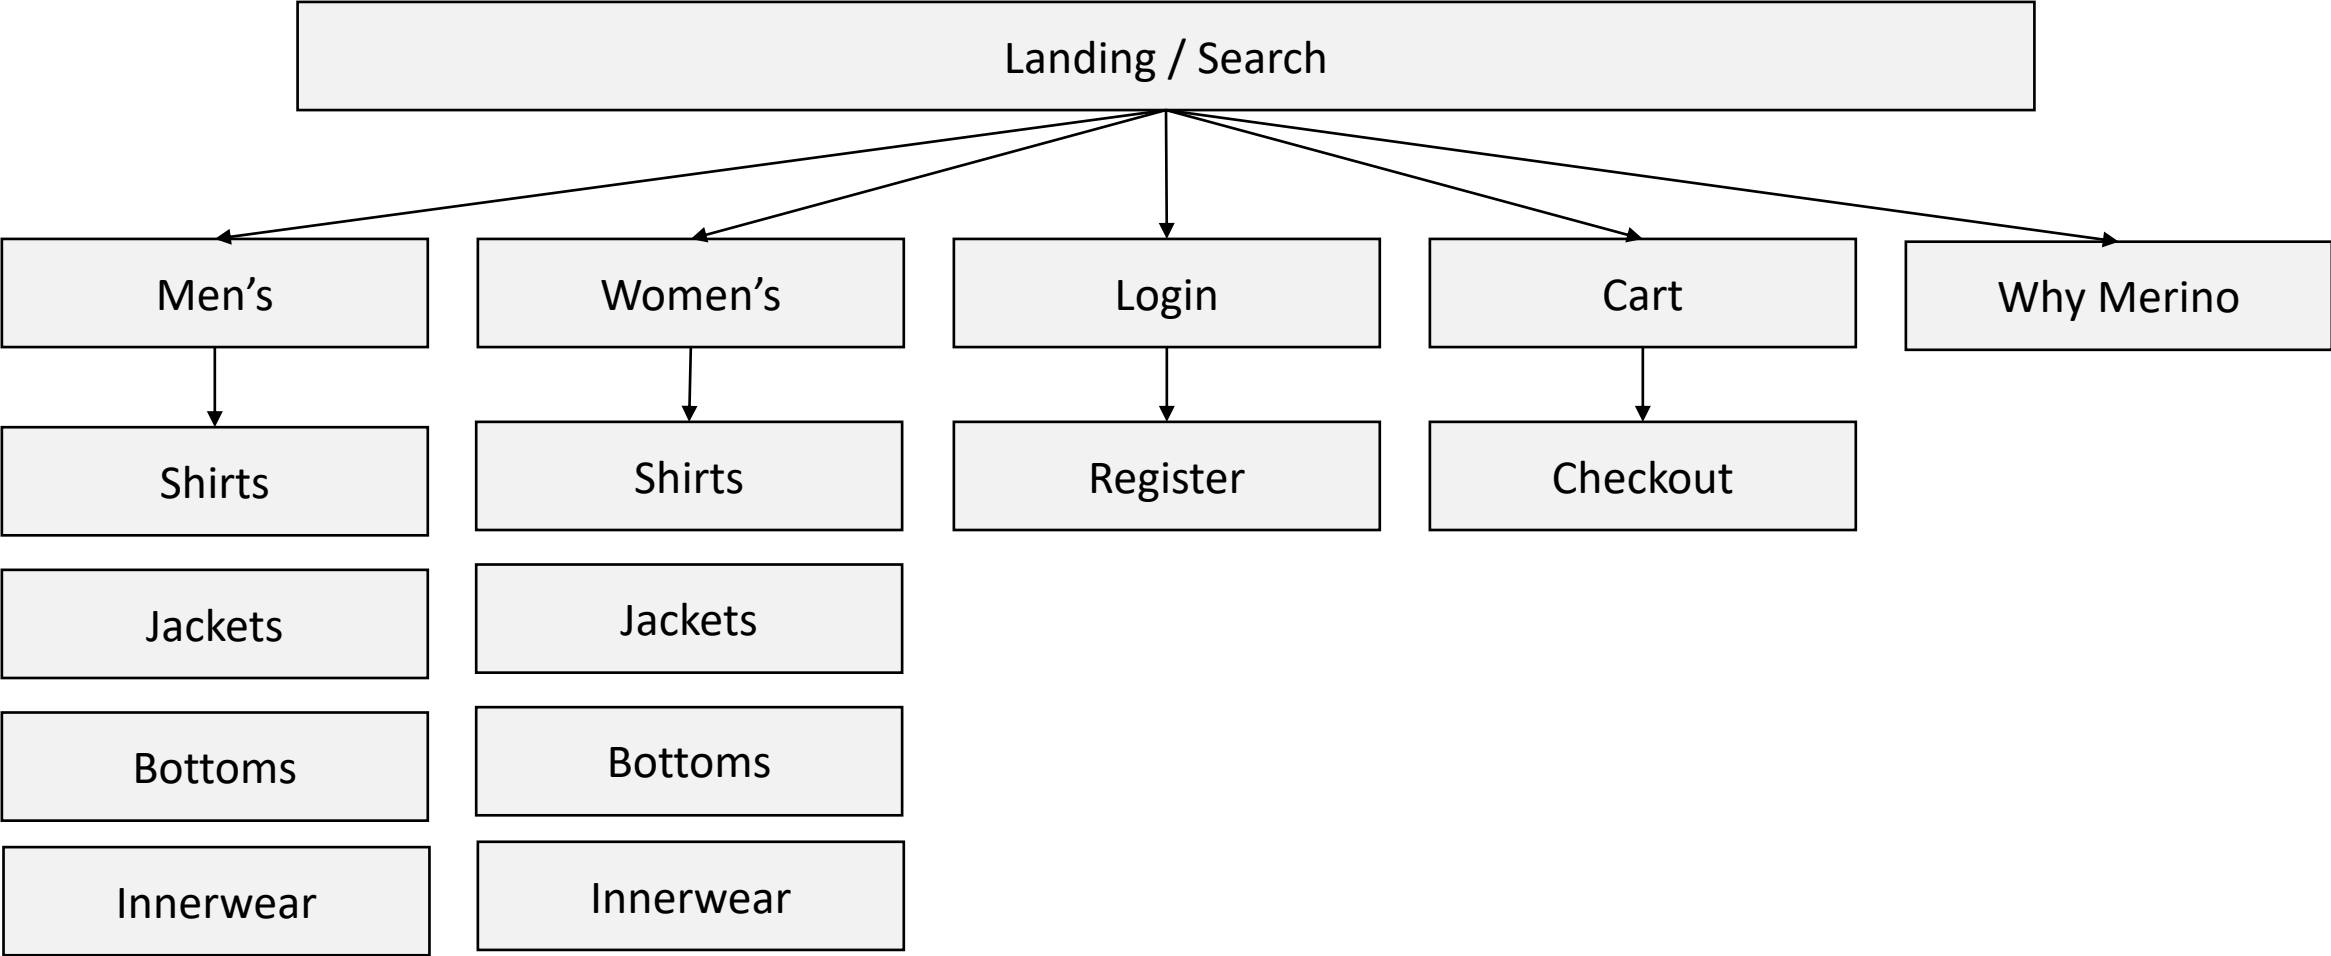 Landing / Search
Men’s
Women’s
Login
Cart
Why Merino
Shirts
Shirts
Register
Checkout
Jackets
Jackets
Bottoms
Bottoms
Innerwear
Innerwear